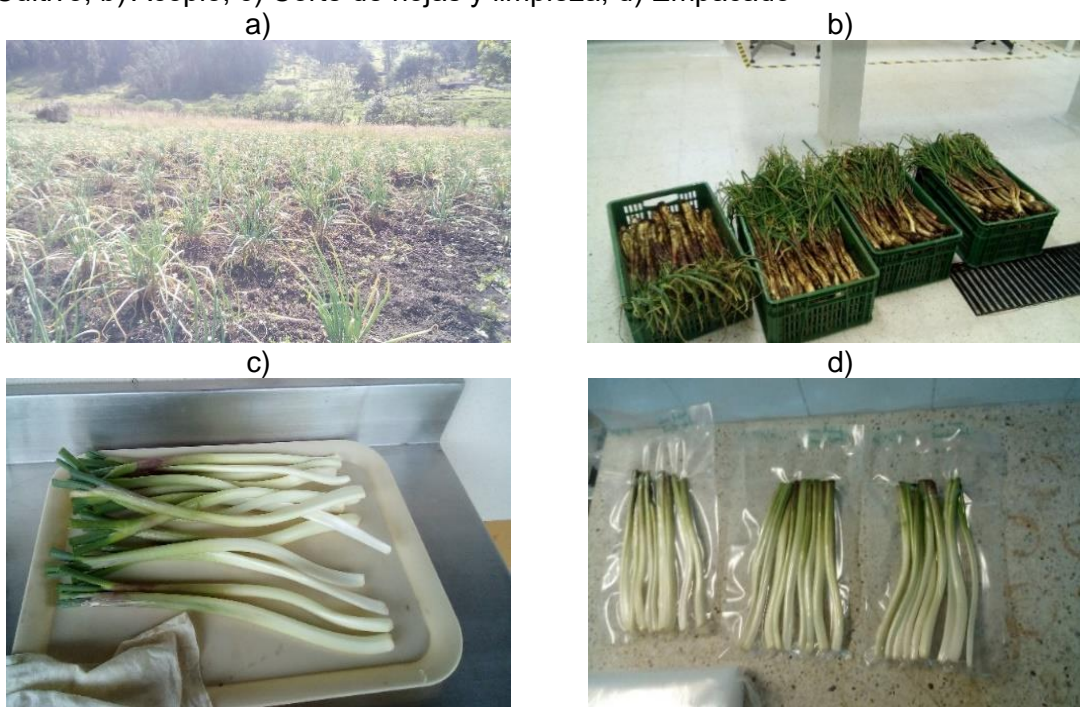 Cultivo, b) Acopio, c) Corte de hojas y limpieza, d) Empacado
a)
b)
c)
d)